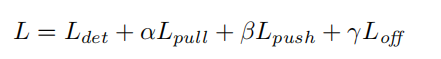 L = L_{det} + αL_{pull} + βL_{push} + γL_{off}